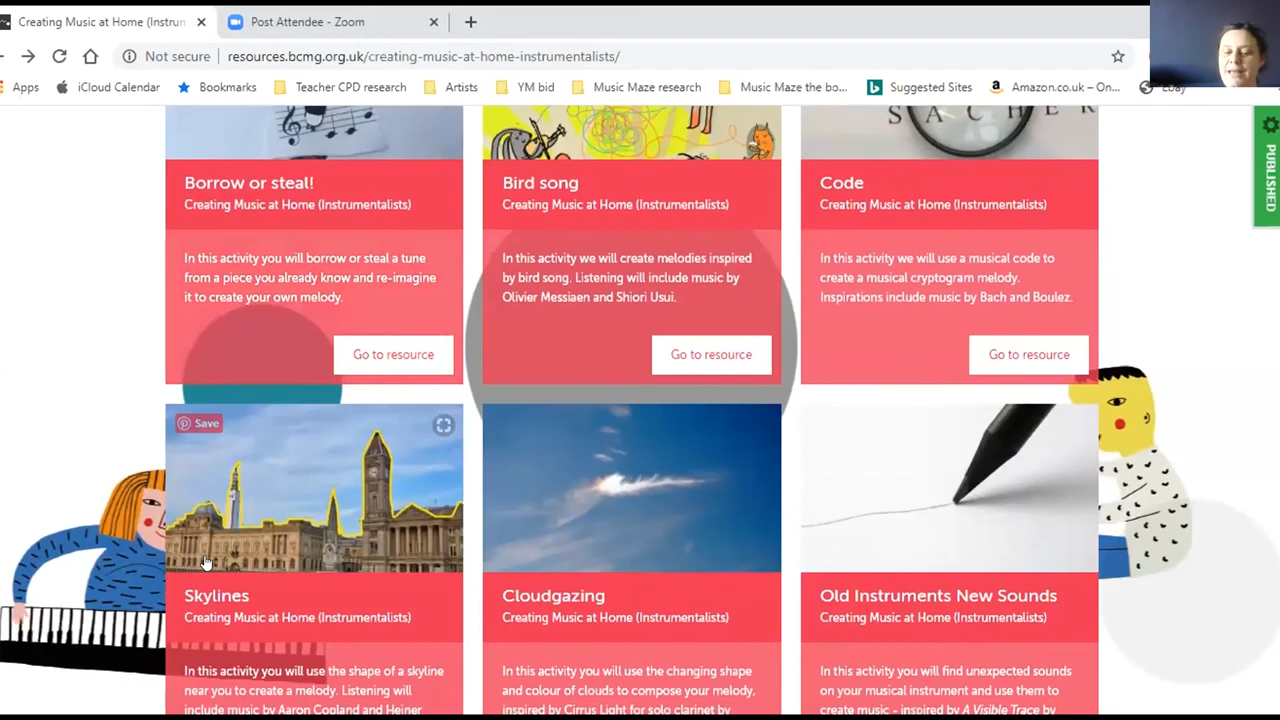 Creating Music at Home (Instrun
Post Attendee - Zoom
Not secure
resources.bcmg.org.uk/creating-music-at-home-instrumentalists/
Apps
iCloud Calendar
Bookmarks
Teacher CPD research
Artists
YM bid
Music Maze research
Music Maze the bo...
Suggested Sites
Amazon.co.uk – On...
Ebay
PUBLISHED
SACHER
Borrow or steal!
Creating Music at Home (Instrumentalists)
In this activity you will borrow or steal a tune
from a piece you already know and re-imagine
it to create your own melody.
Go to resource
Bird song
Creating Music at Home (Instrumentalists)
In this activity we will create melodies inspired
by bird song. Listening will include music by
Olivier Messiaen and Shiori Usui.
Go to resource
Code
Creating Music at Home (Instrumentalists)
In this activity we will use a musical code to
create a musical cryptogram melody.
Inspirations include music by Bach and Boulez.
Go to resource
Save
Skylines
Creating Music at Home (Instrumentalists)
In this activity you will use the shape of a skyline
near you to create a melody. Listening will
include music by Aaron Copland and Heiner
Cloudgazing
Creating Music at Home (Instrumentalists)
In this activity you will use the changing shape
and colour of clouds to compose your melody,
inspired by Cirrus Light for solo clarinet by
Old Instruments New Sounds
Creating Music at Home (Instrumentalists)
In this activity you will find unexpected sounds
on your musical instrument and use them to
create music - inspired by A Visible Trace by